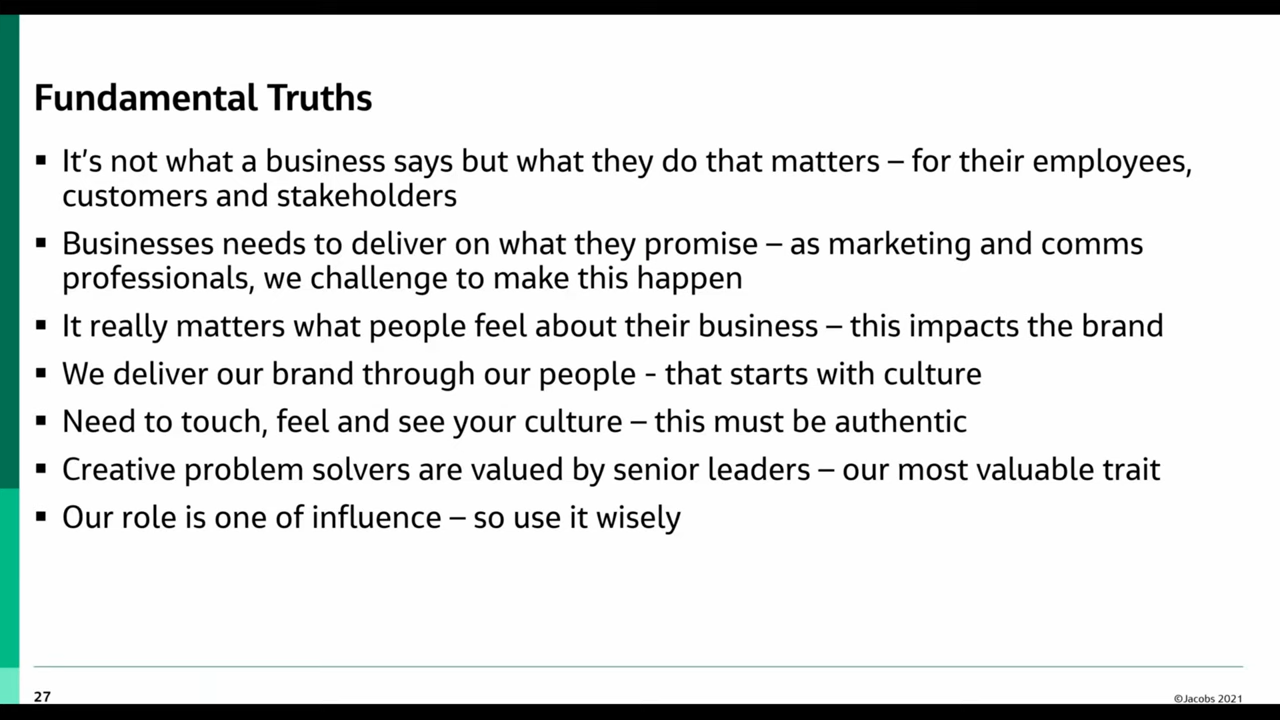 Fundamental Truths
▪ It's not what a business says but what they do that matters – for their employees,
customers and stakeholders
▪ Businesses needs to deliver on what they promise – as marketing and comms
professionals, we challenge to make this happen
▪ It really matters what people feel about their business – this impacts the brand
▪ We deliver our brand through our people - that starts with culture
▪ Need to touch, feel and see your culture – this must be authentic
▪ Creative problem solvers are valued by senior leaders – our most valuable trait
▪ Our role is one of influence – so use it wisely
27
©Jacobs 2021